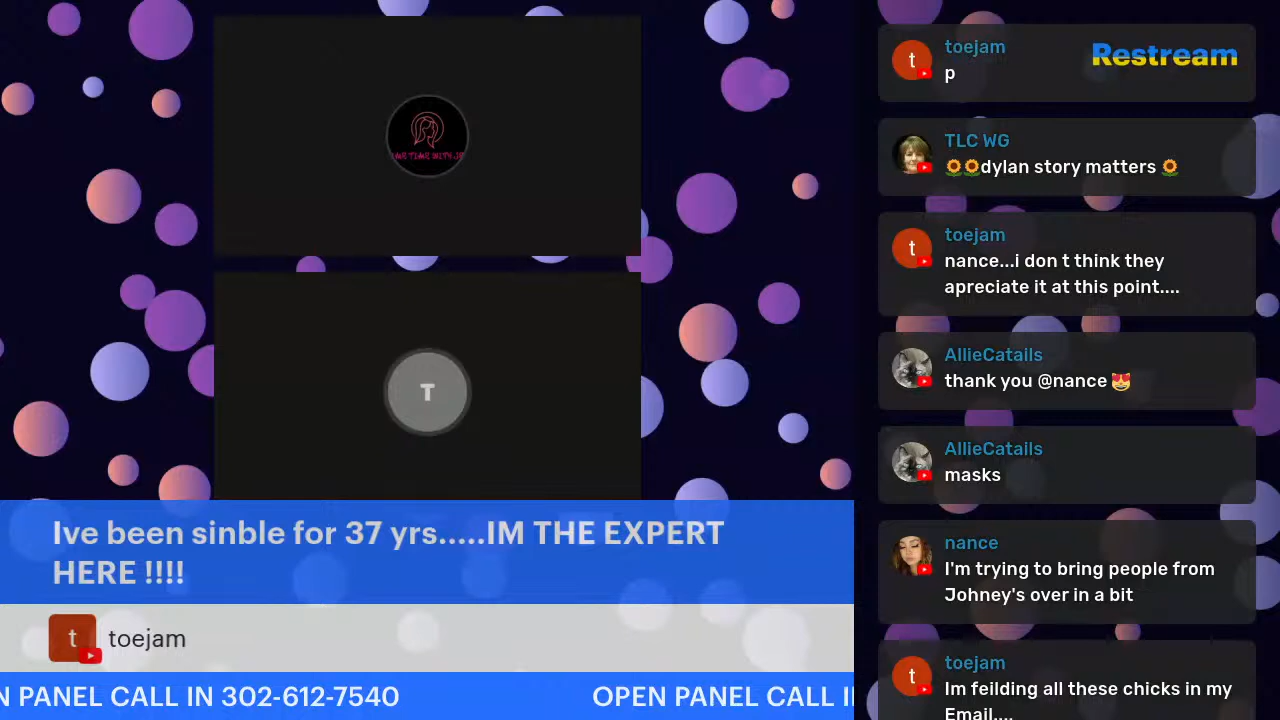 toejam
p
Restream
TLC WG
🌻🌻dylan story matters 🌻
toejam
nance...i don t think they
apreciate it at this point....
AllieCatails
thank you @nance 😻
AllieCatails
masks
nance
I'm trying to bring people from
Johney's over in a bit
toejam
Im feilding all these chicks in my
Email....
t
t
t
T
Ive been sinble for 37 yrs.....IM THE EXPERT
HERE !!!!
t
toejam
N PANEL CALL IN 302-612-7540
OPEN PANEL CALL I